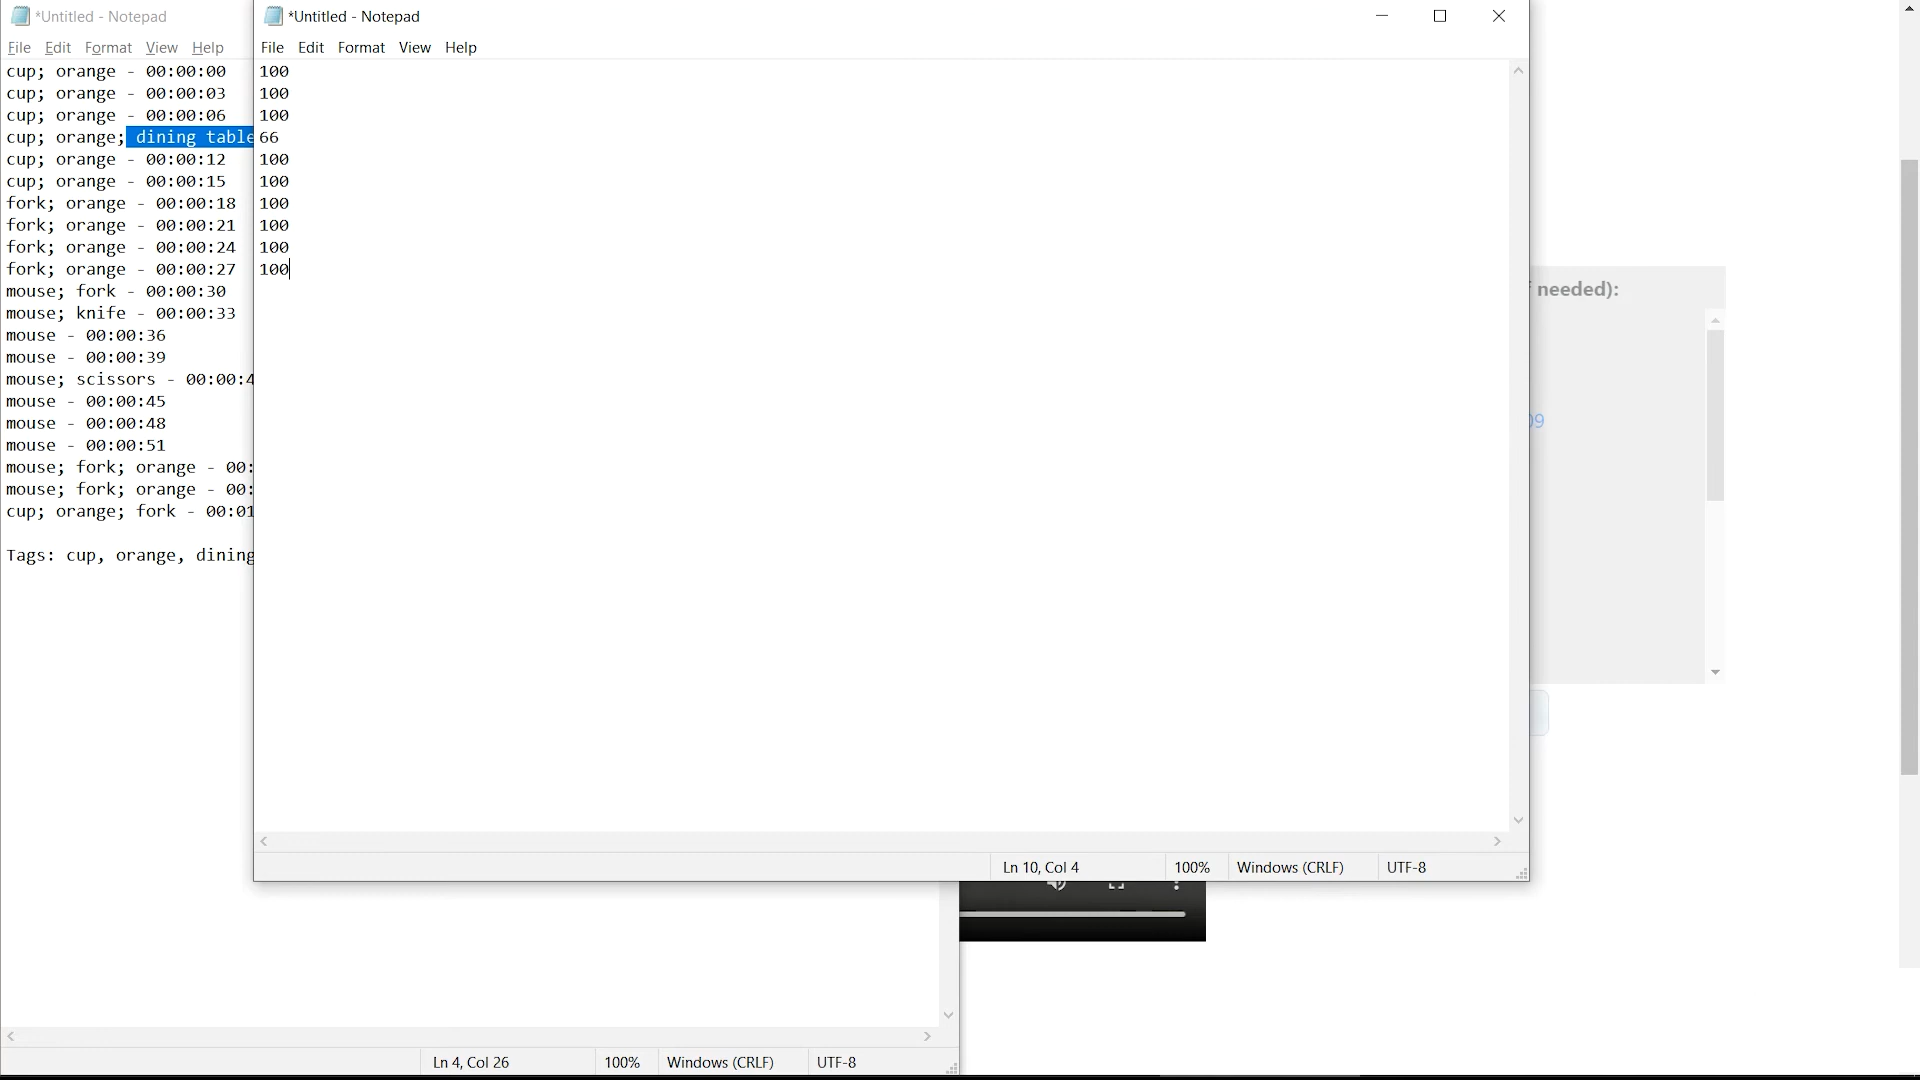 *Untitled - Notepad
File Edit Format View Help
cup; orange - 00:00:00
cup; orange - 00:00:03
cup; orange - 00:00:06
cup; orange; dining table
cup; orange - 00:00:12
cup; orange - 00:00:15
fork; orange - 00:00:18
fork; orange - 00:00:21
fork; orange - 00:00:24
fork; orange - 00:00:27
mouse; fork - 00:00:30
mouse; knife - 00:00:33
mouse - 00:00:36
mouse - 00:00:39
mouse; scissors - 00:00:4
mouse - 00:00:45
mouse - 00:00:48
mouse - 00:00:51
mouse; fork; orange - 00:
mouse; fork; orange - 00:
cup; orange; fork - 00:01
Tags: cup, orange, dining
Ln 4, Col 26 100% Windows (CRLF) UTF-8
*Untitled - Notepad
File Edit Format View Help
100
100
100
66
100
100
100
100
100
100
Ln 10, Col 4 100% Windows (CRLF) UTF-8
needed):
09